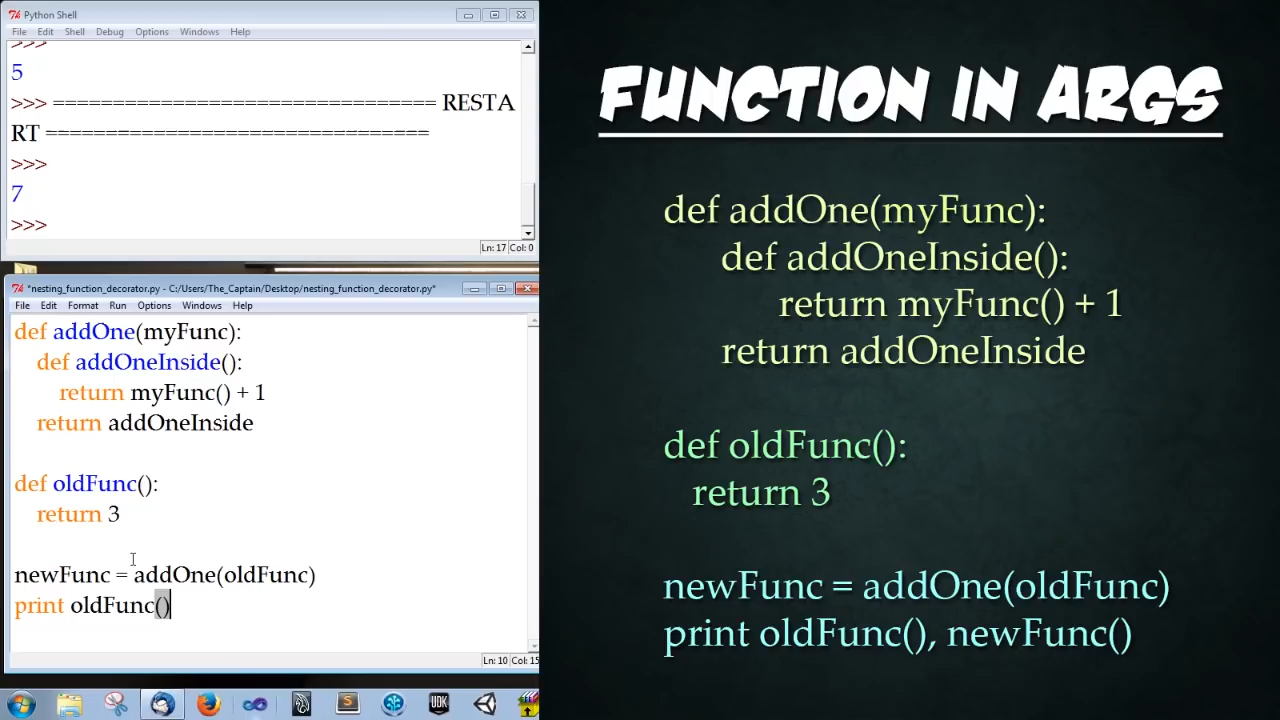 Python Shell
File Edit Shell Debug Options Windows Help
>>>
5
>>> ================================ RESTA
RT ================================
>>>
7
>>>
Ln: 17 Col: 0
*nesting_function_decorator.py - C:/Users/The_Captain/Desktop/nesting_function_decorator.py*
File Edit Format Run Options Windows Help
def addOne(myFunc):
    def addOneInside():
        return myFunc() + 1
    return addOneInside
def oldFunc():
    return 3
newFunc = addOne(oldFunc)
print oldFunc()
Ln: 10 Col: 15
UDK
FUNCTION IN ARGS
def addOne(myFunc):
    def addOneInside():
        return myFunc() + 1
    return addOneInside
def oldFunc():
  return 3
newFunc = addOne(oldFunc)
print oldFunc(), newFunc()